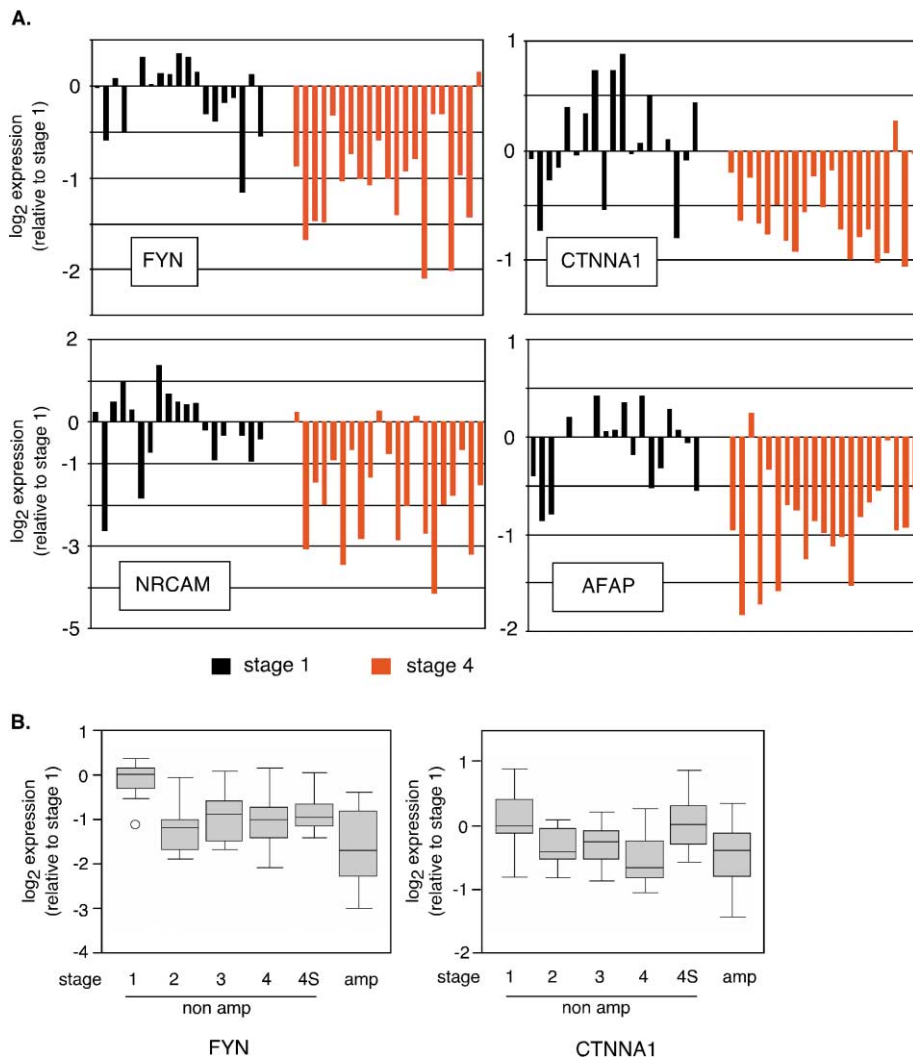 A.
log2 expression
(relative to stage 1)
0
-1
-2
FYN
1
0
-1
CTNNA1
log2 expression
(relative to stage 1)
2
0
-1
-3
-5
NRCAM
1
0
-1
-2
AFAP
stage 1
stage 4
B.
log2 expression
(relative to stage 1)
1
0
-1
-2
-3
-4
stage 1 2 3 4 4S amp
non amp
FYN
log2 expression
(relative to stage 1)
1
0
-1
-2
stage 1 2 3 4 4S amp
non amp
CTNNA1